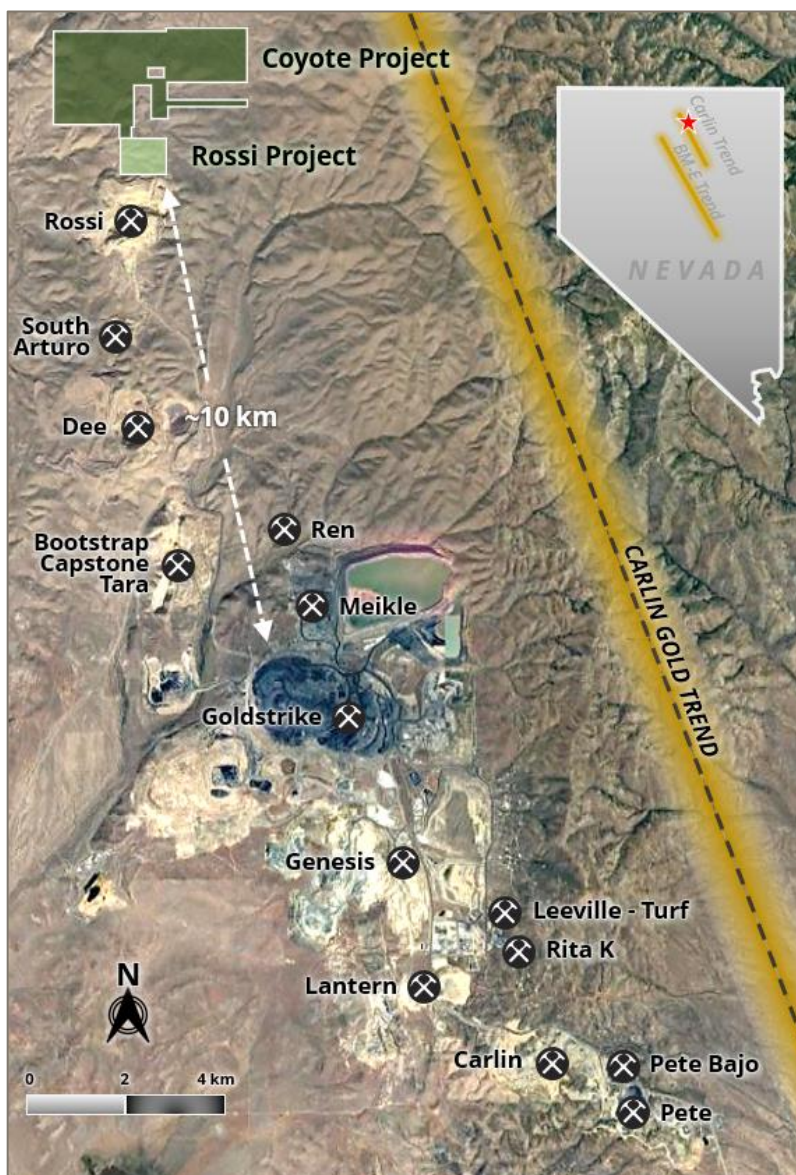 Coyote Project
Rossi Project
Carlin Trend
BM-E Trend
NEVADA
Rossi
South
Arturo
Dee
~10 km
Ren
Bootstrap
Capstone
Tara
Meikle
CARLIN GOLD TREND
Goldstrike
Genesis
Leeville - Turf
Rita K
Lantern
N
Carlin
Pete Bajo
Pete
0 2 4 km